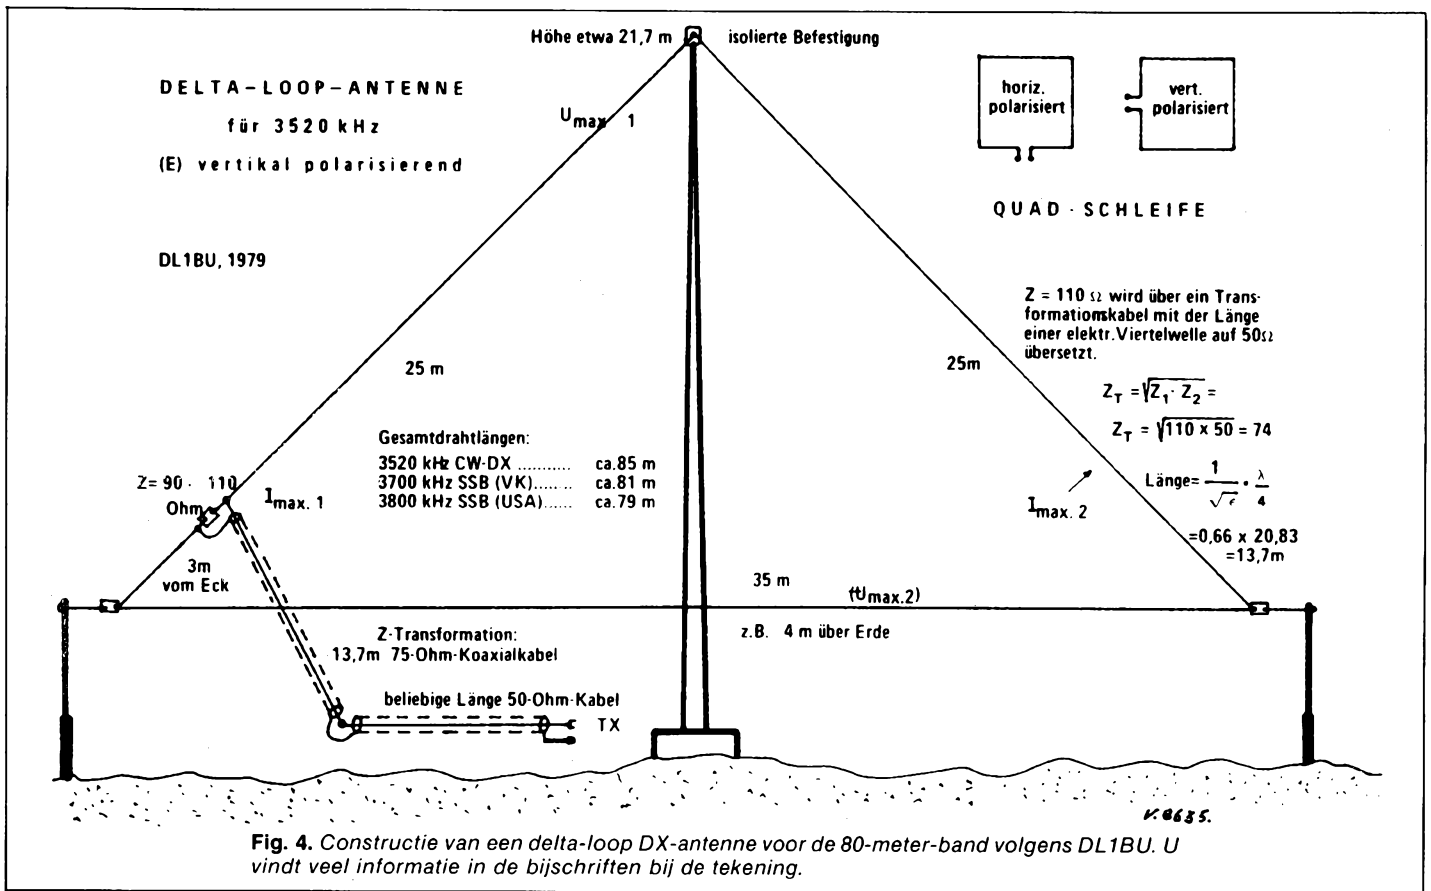 Höhe etwa 21,7 m
isolierte Befestigung
DELTA-LOOP-ANTENNE
für 3520 kHz
(E) vertikal polarisierend
DL1BU, 1979
Umax 1
horiz.
polarisiert
vert.
polarisiert
QUAD-SCHLEIFE
Z = 110 Ω wird über ein Trans-
formationskabel mit der Länge
einer elektr. Viertelwelle auf 50Ω
übersetzt.
ZT = √Z1 · Z2 =
ZT = √110 x 50 = 74
Länge= 1/√ε · λ/4
=0,66 x 20,83
=13,7m
25 m
25m
Gesamtdrahtlängen:
3520 kHz CW-DX ........... ca.85 m
3700 kHz SSB (VK)....... ca.81 m
3800 kHz SSB (USA)...... ca.79 m
Z= 90 - 110
Ohm
Imax. 1
Imax. 2
3m
vom Eck
35 m
(Umax.2)
z.B. 4 m über Erde
Z-Transformation:
13,7m 75-Ohm-Koaxialkabel
beliebige Länge 50-Ohm-Kabel
TX
Fig. 4. Constructie van een delta-loop DX-antenne voor de 80-meter-band volgens DL1BU. U
vindt veel informatie in de bijschriften bij de tekening.